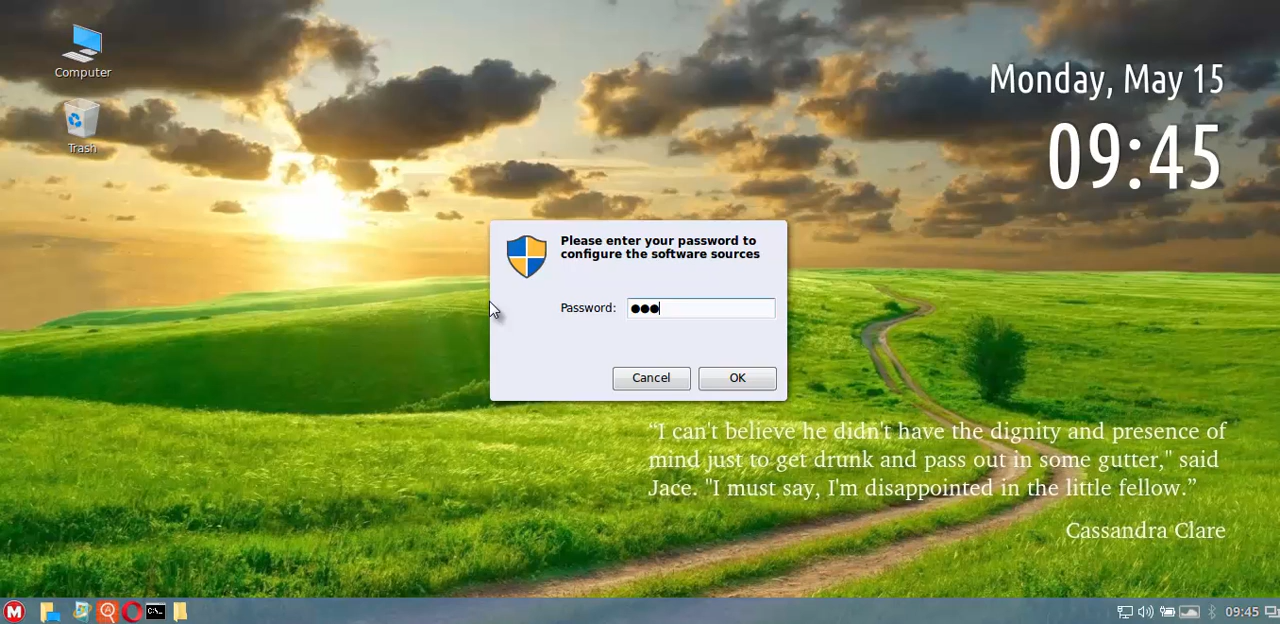 Computer
Trash
Monday, May 15
09:45
Please enter your password to
configure the software sources
Password: ●●●
Cancel
OK
“I can't believe he didn't have the dignity and presence of
mind just to get drunk and pass out in some gutter," said
Jace. "I must say, I'm disappointed in the little fellow.”
Cassandra Clare
M
C:\_
09:45